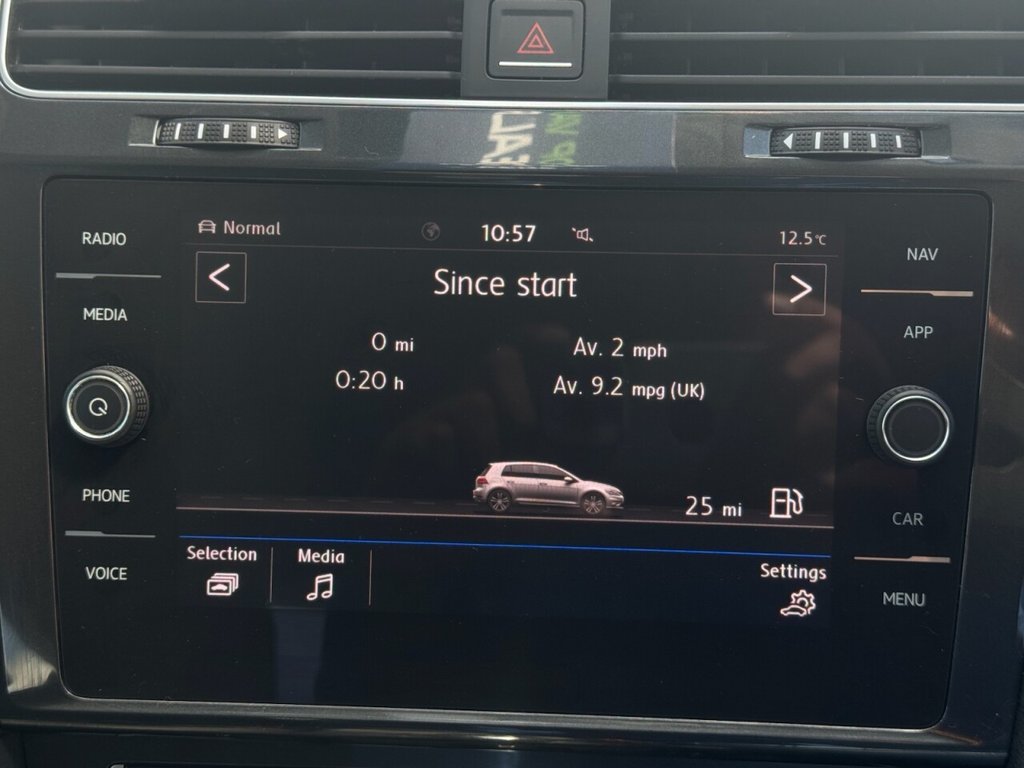 RADIO
MEDIA
PHONE
VOICE
Normal
10:57
12.5°C
<
Since start
>
0 mi
Av. 2 mph
0:20 h
Av. 9.2 mpg (UK)
25 mi
Selection
Media
Settings
NAV
APP
CAR
MENU